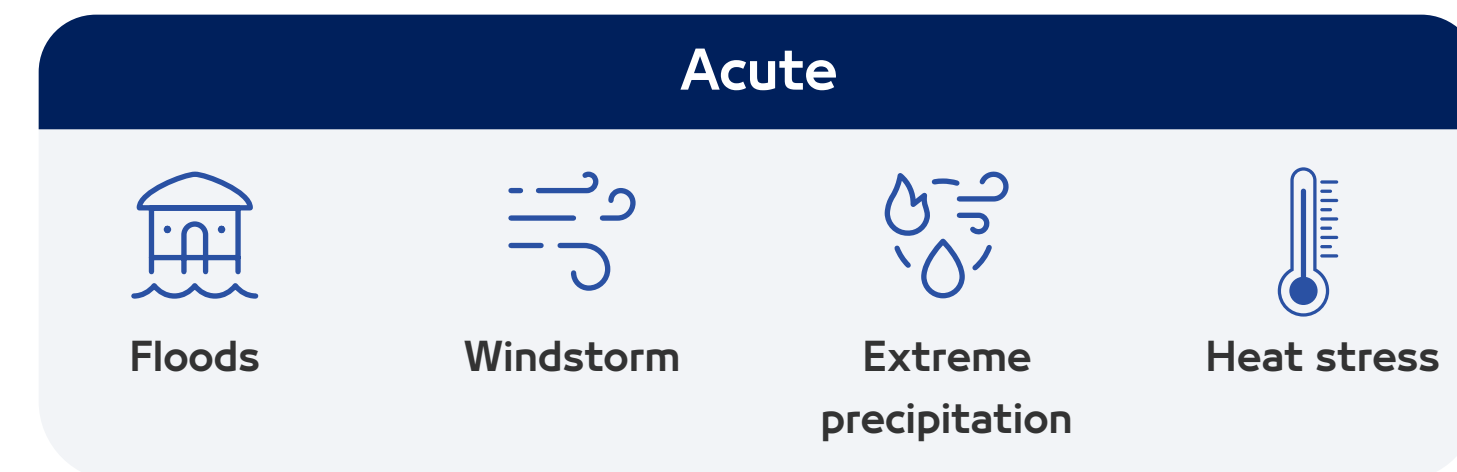 Acute
Floods
Windstorm
Extreme
precipitation
Heat stress